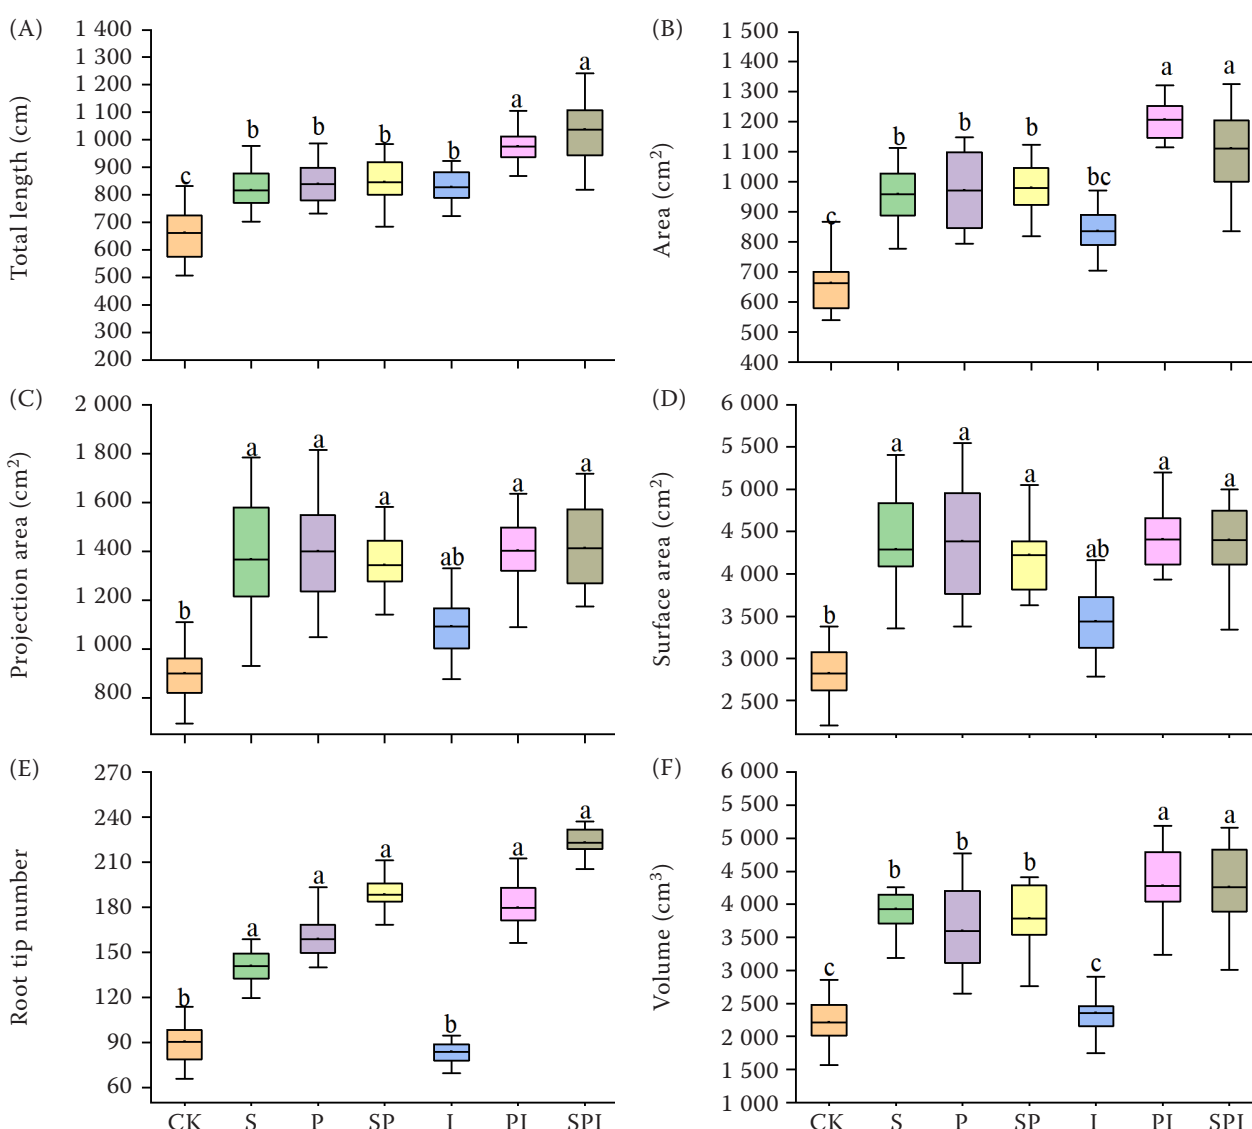 (A)
Total length (cm)
1 400
1 300
1 200
1 100
1 000
900
800
700
600
500
400
300
200
c
b
b
b
b
a
a
(B)
Area (cm2)
1 500
1 400
1 300
1 200
1 100
1 000
900
800
700
600
500
400
c
b
b
b
bc
a
a
(C)
Projection area (cm2)
2 000
1 800
1 600
1 400
1 200
1 000
800
b
a
a
a
ab
a
a
(D)
Surface area (cm2)
6 000
5 500
5 000
4 500
4 000
3 500
3 000
2 500
b
a
a
a
ab
a
a
(E)
Root tip number
270
240
210
180
150
120
90
60
b
a
a
a
b
a
a
CK S P SP I PI SPI
(F)
Volume (cm3)
6 000
5 500
5 000
4 500
4 000
3 500
3 000
2 500
2 000
1 500
1 000
c
b
b
b
c
a
a
CK S P SP I PI SPI